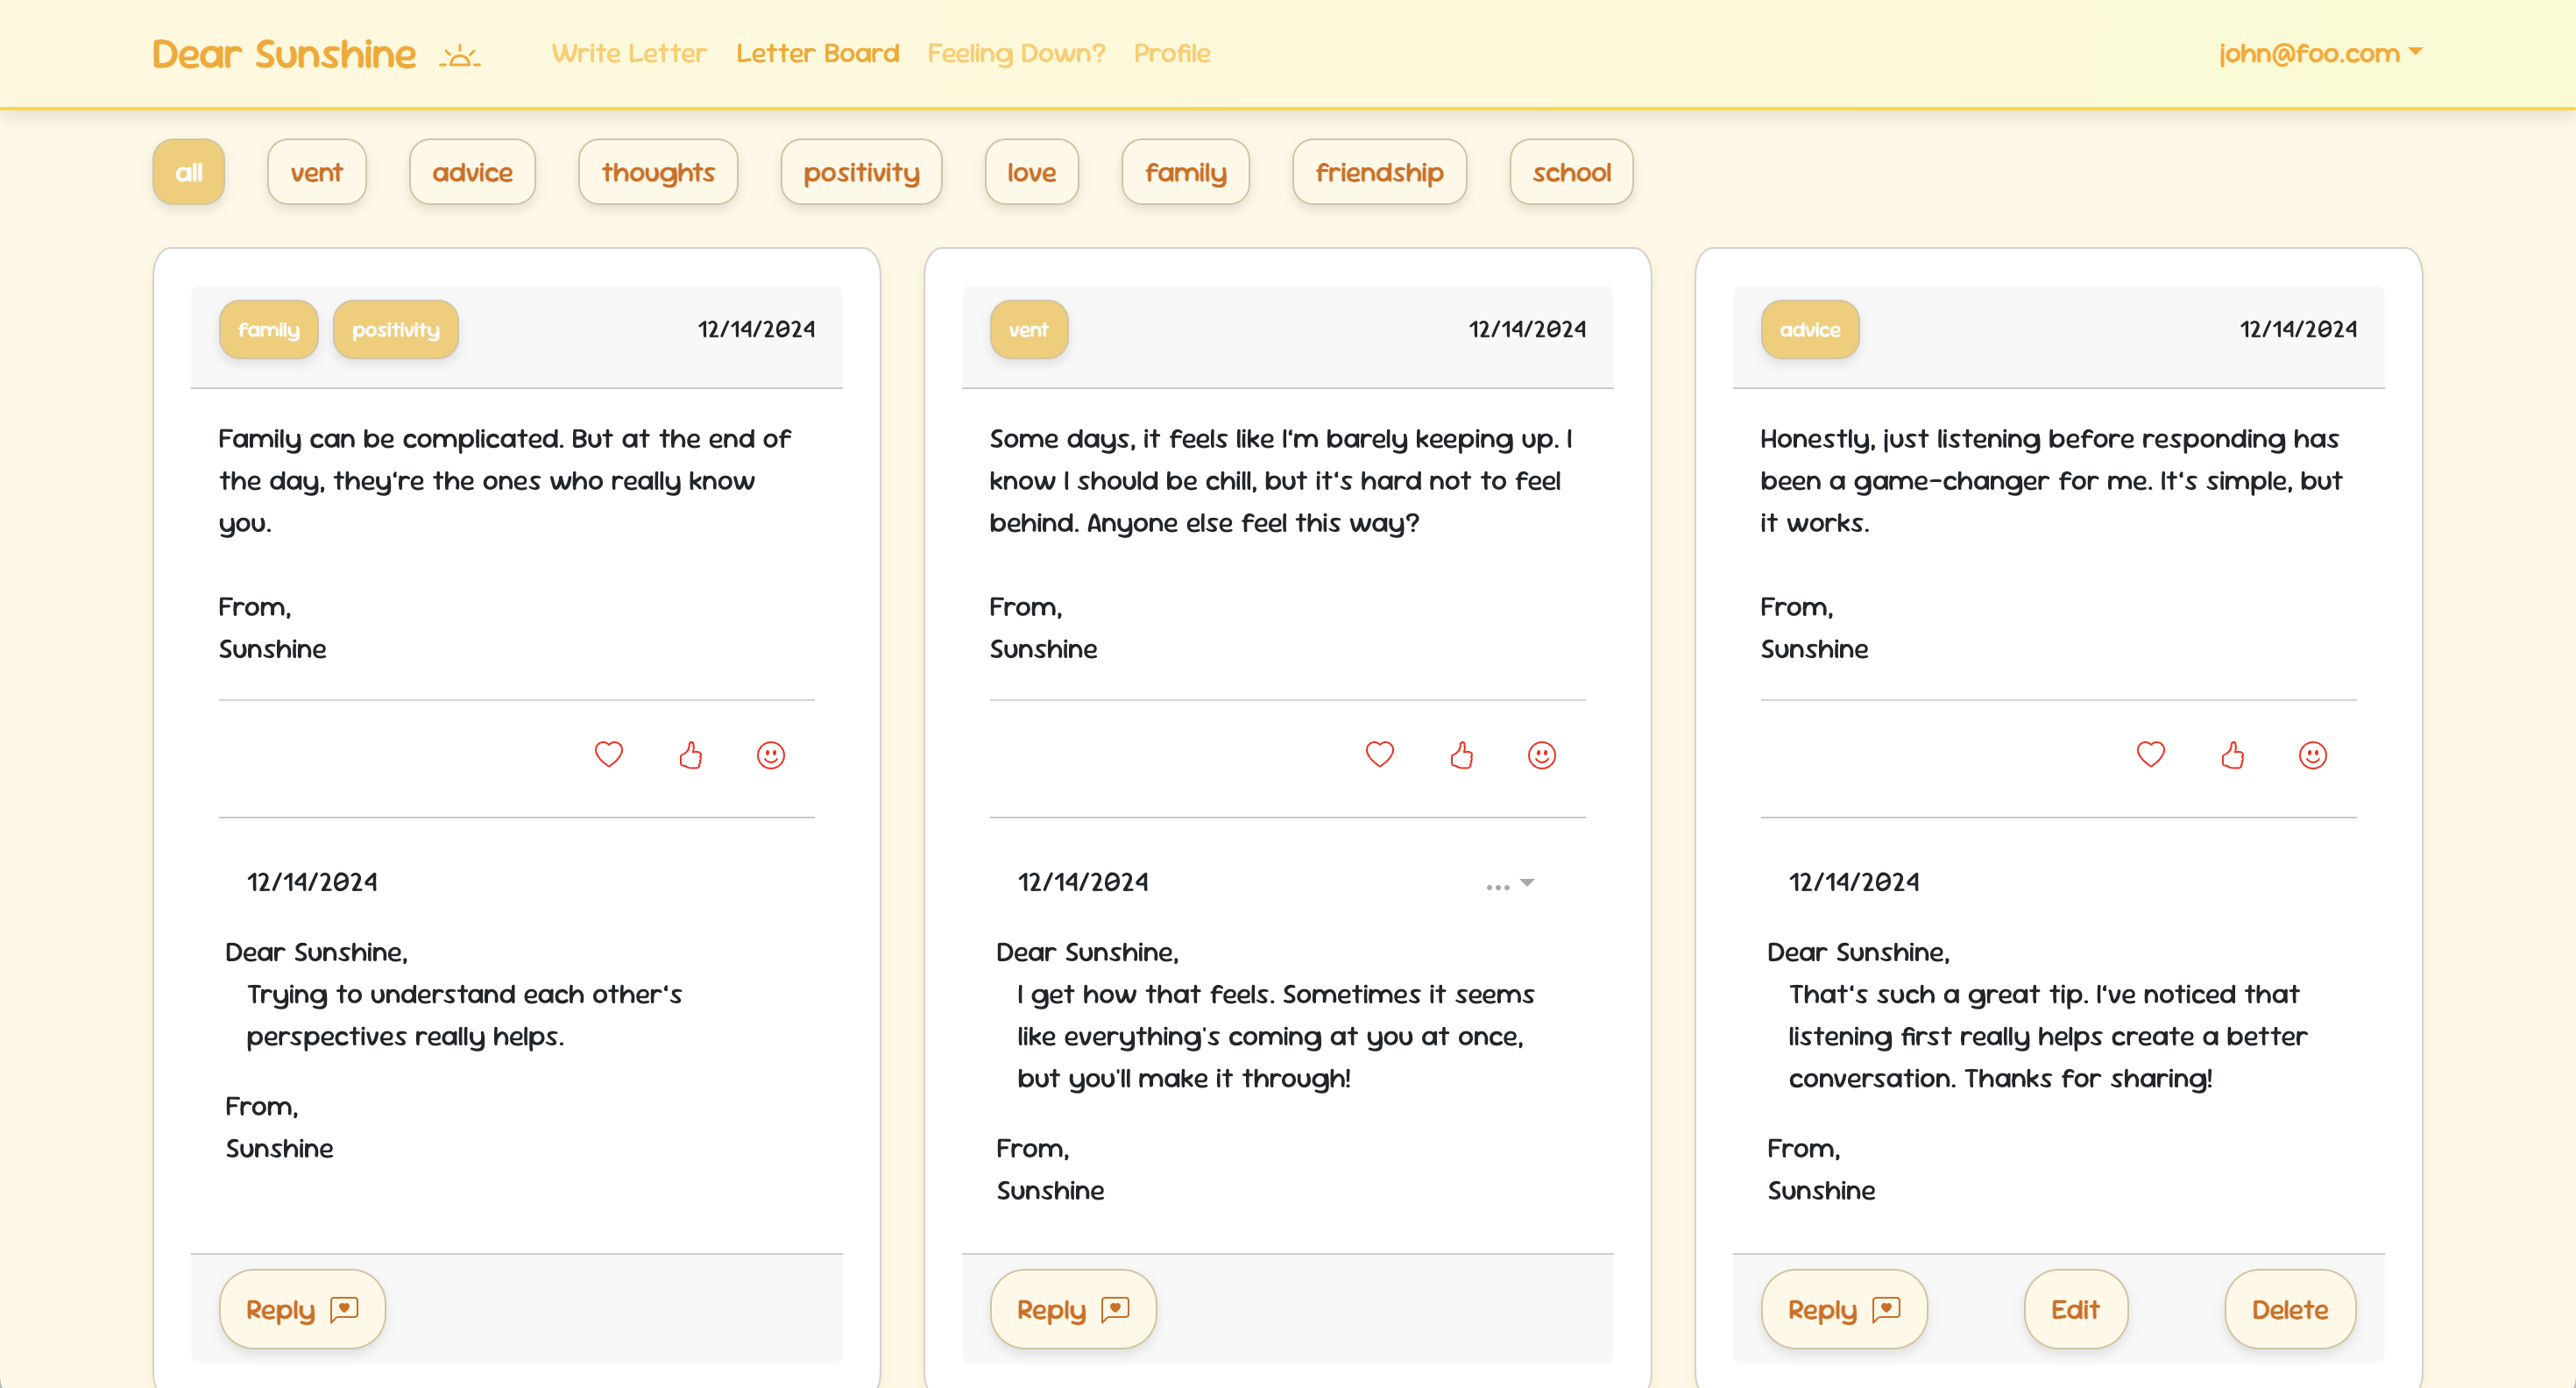 Dear Sunshine
Write Letter
Letter Board
Feeling Down?
Profile
john@foo.com
all
vent
advice
thoughts
positivity
love
family
friendship
school
family
positivity
12/14/2024
Family can be complicated. But at the end of
the day, they‘re the ones who really know
you.
From,
Sunshine
12/14/2024
Dear Sunshine,
Trying to understand each other‘s
perspectives really helps.
From,
Sunshine
Reply
vent
12/14/2024
Some days, it feels like I‘m barely keeping up. I
know I should be chill, but it‘s hard not to feel
behind. Anyone else feel this way?
From,
Sunshine
12/14/2024
...
Dear Sunshine,
I get how that feels. Sometimes it seems
like everything's coming at you at once,
but you'll make it through!
From,
Sunshine
Reply
advice
12/14/2024
Honestly, just listening before responding has
been a game-changer for me. It‘s simple, but
it works.
From,
Sunshine
12/14/2024
Dear Sunshine,
That‘s such a great tip. I‘ve noticed that
listening first really helps create a better
conversation. Thanks for sharing!
From,
Sunshine
Reply
Edit
Delete